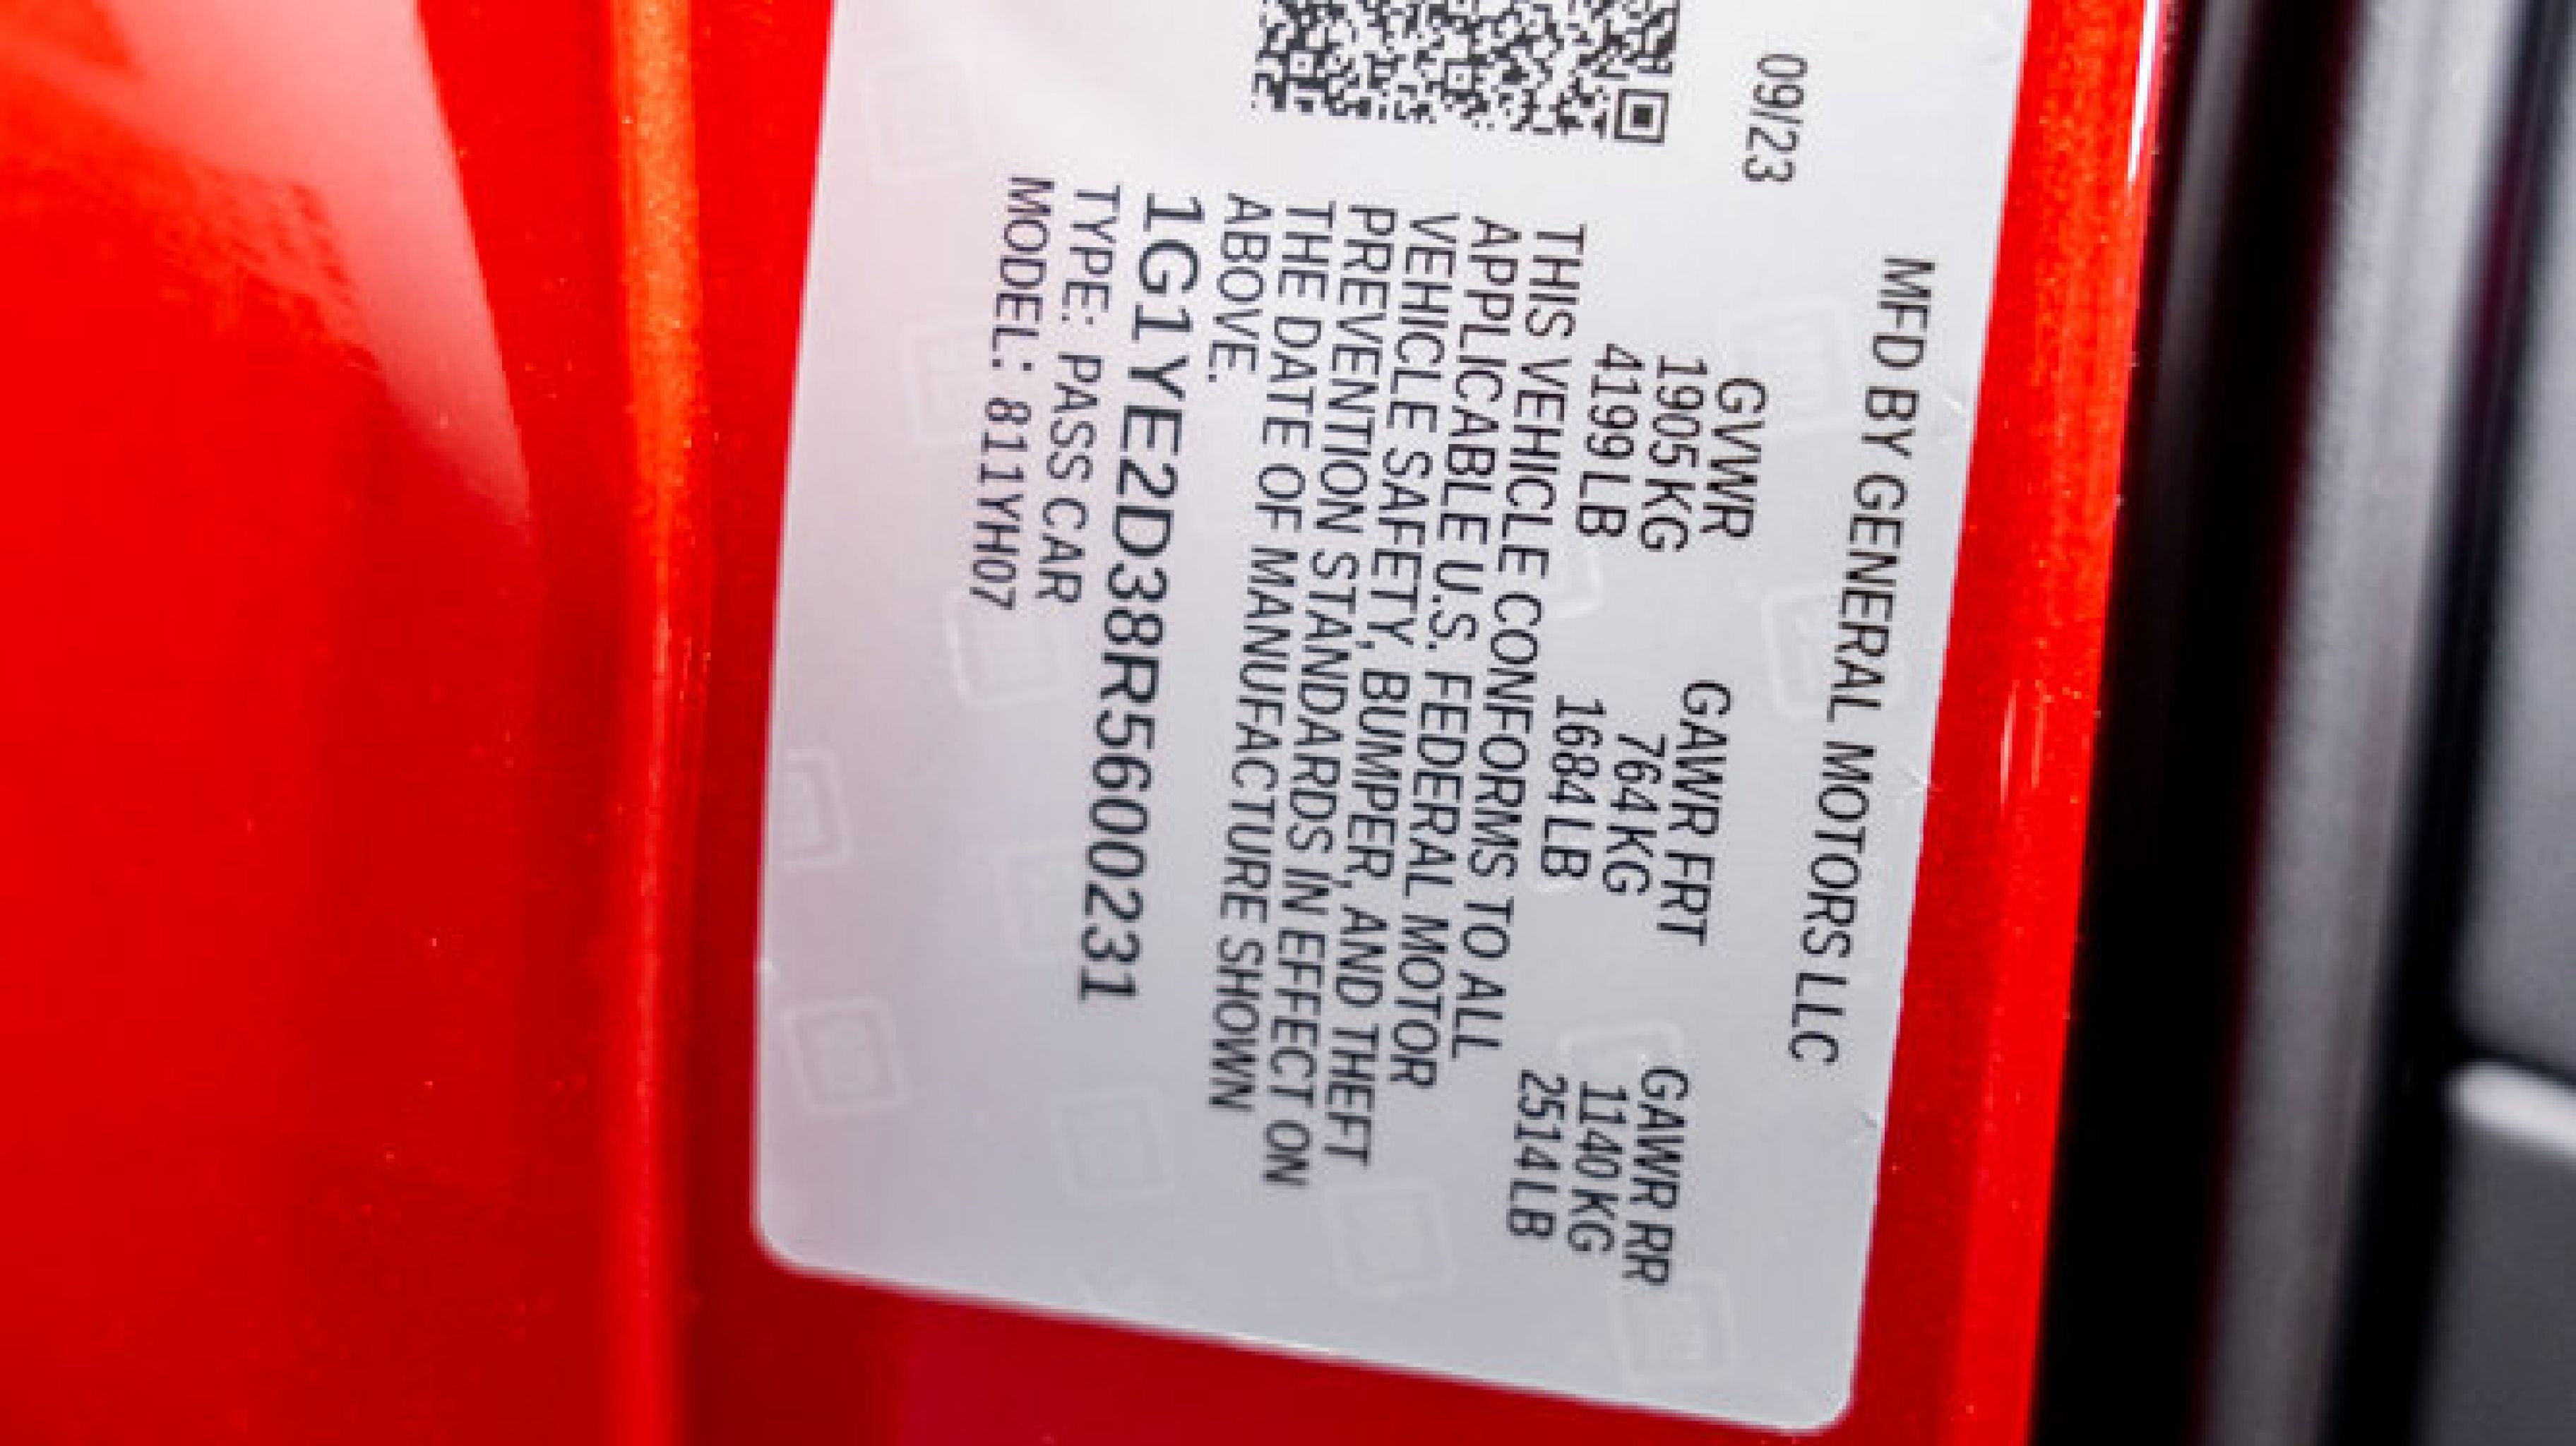 MFD BY GENERAL MOTORS LLC
09/23
GVWR GAWR FRT GAWR RR
1905 KG 764 KG 1140 KG
4199 LB 1684 LB 2514 LB
THIS VEHICLE CONFORMS TO ALL
APPLICABLE U.S. FEDERAL MOTOR
VEHICLE SAFETY, BUMPER, AND THEFT
PREVENTION STANDARDS IN EFFECT ON
THE DATE OF MANUFACTURE SHOWN
ABOVE.
1G1YE2D38R5600231
TYPE: PASS CAR
MODEL: 811YH07